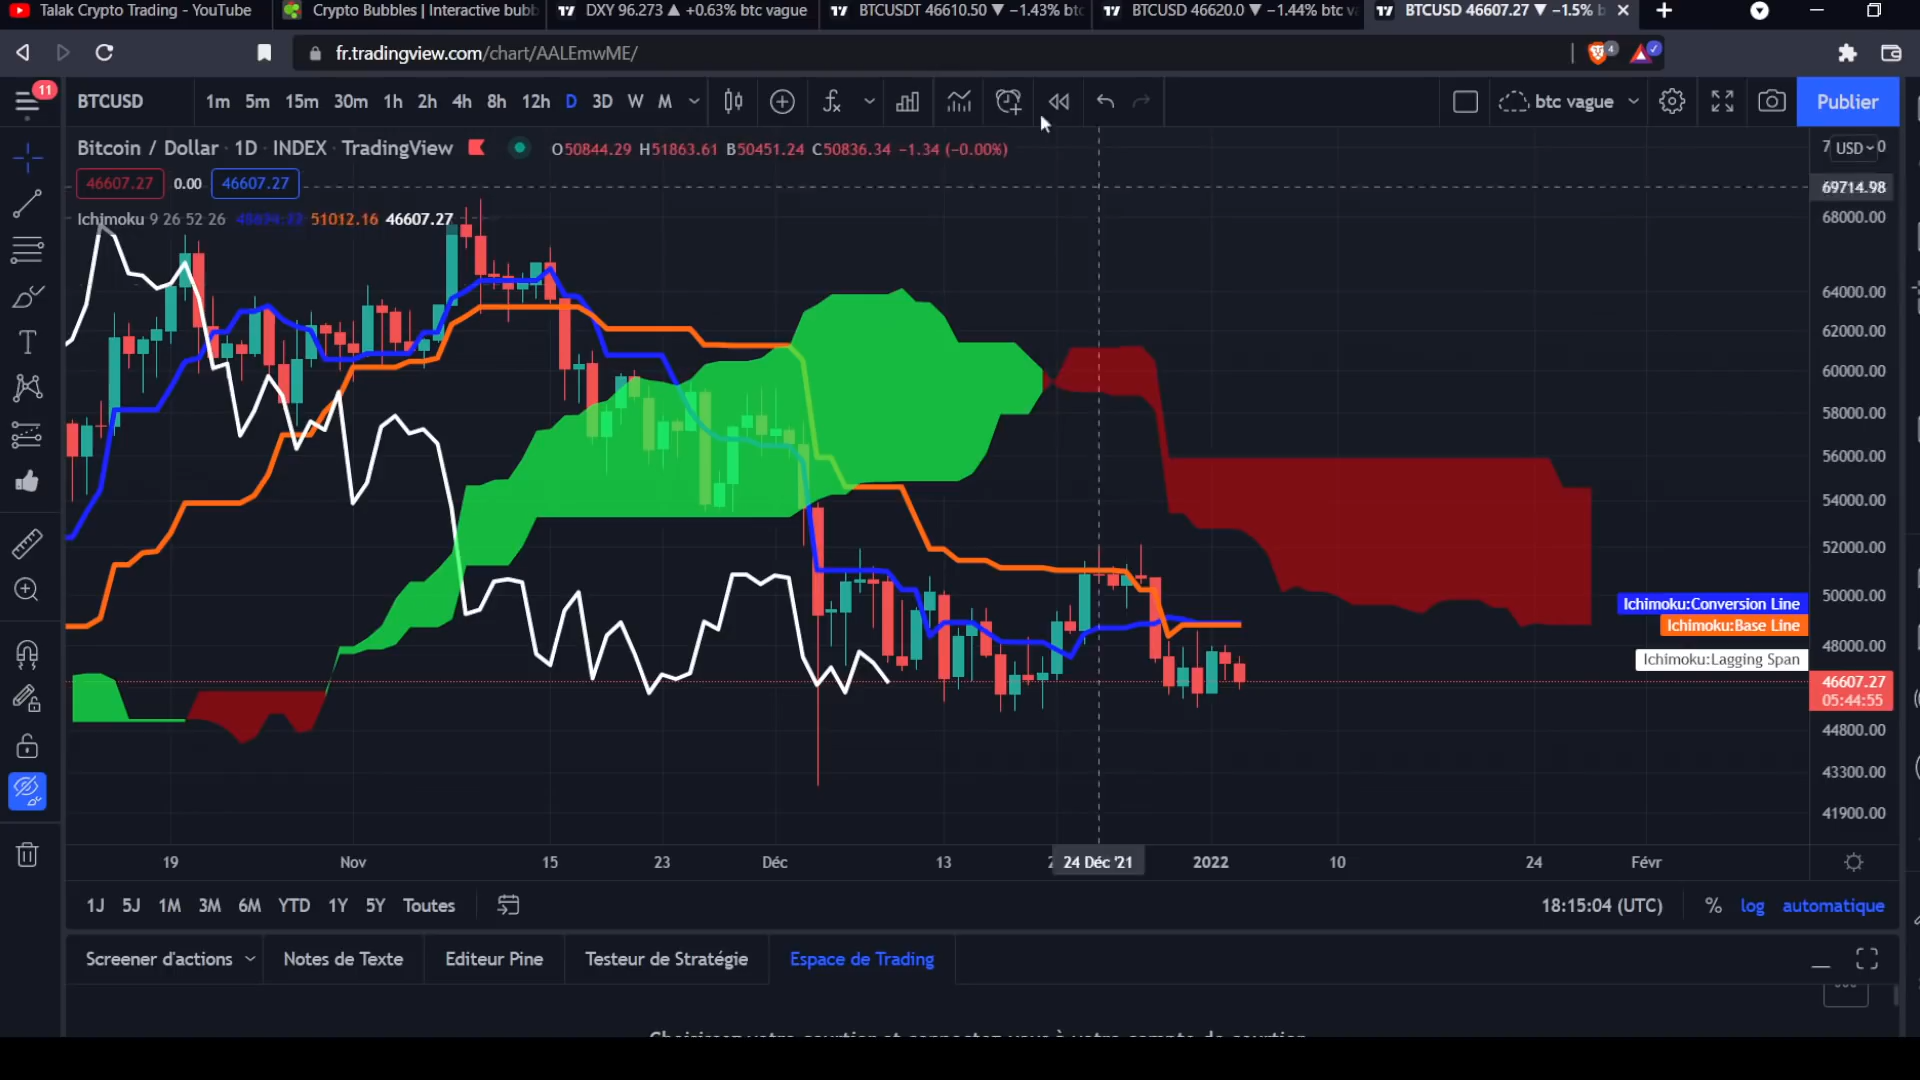 Talak Crypto Trading - YouTube
Crypto Bubbles | Interactive bubb
DXY 96.273 ▲ +0.63% btc vague
BTCUSDT 46610.50 ▼ −1.43% btc
BTCUSD 46620.0 ▼ −1.44% btc va
BTCUSD 46607.27 ▼ −1.5% b
fr.tradingview.com/chart/AALEmwME/
4
11
BTCUSD 1m 5m 15m 30m 1h 2h 4h 8h 12h D 3D W M
btc vague
Publier
Bitcoin / Dollar · 1D · INDEX · TradingView
O50844.29 H51863.61 B50451.24 C50836.34 −1.34 (−0.00%)
46607.27 0.00 46607.27
Ichimoku 9 26 52 26 51012.16 46607.27
USD
69714.98
68000.00
64000.00
62000.00
60000.00
58000.00
56000.00
54000.00
52000.00
50000.00
Ichimoku:Conversion Line
Ichimoku:Base Line
48000.00
Ichimoku:Lagging Span
46607.27
05:44:55
44800.00
43300.00
41900.00
19 Nov 15 23 Déc 13 24 Déc '21 2022 10 24 Févr
1J 5J 1M 3M 6M YTD 1Y 5Y Toutes
18:15:04 (UTC) % log automatique
Screener d'actions Notes de Texte Editeur Pine Testeur de Stratégie Espace de Trading